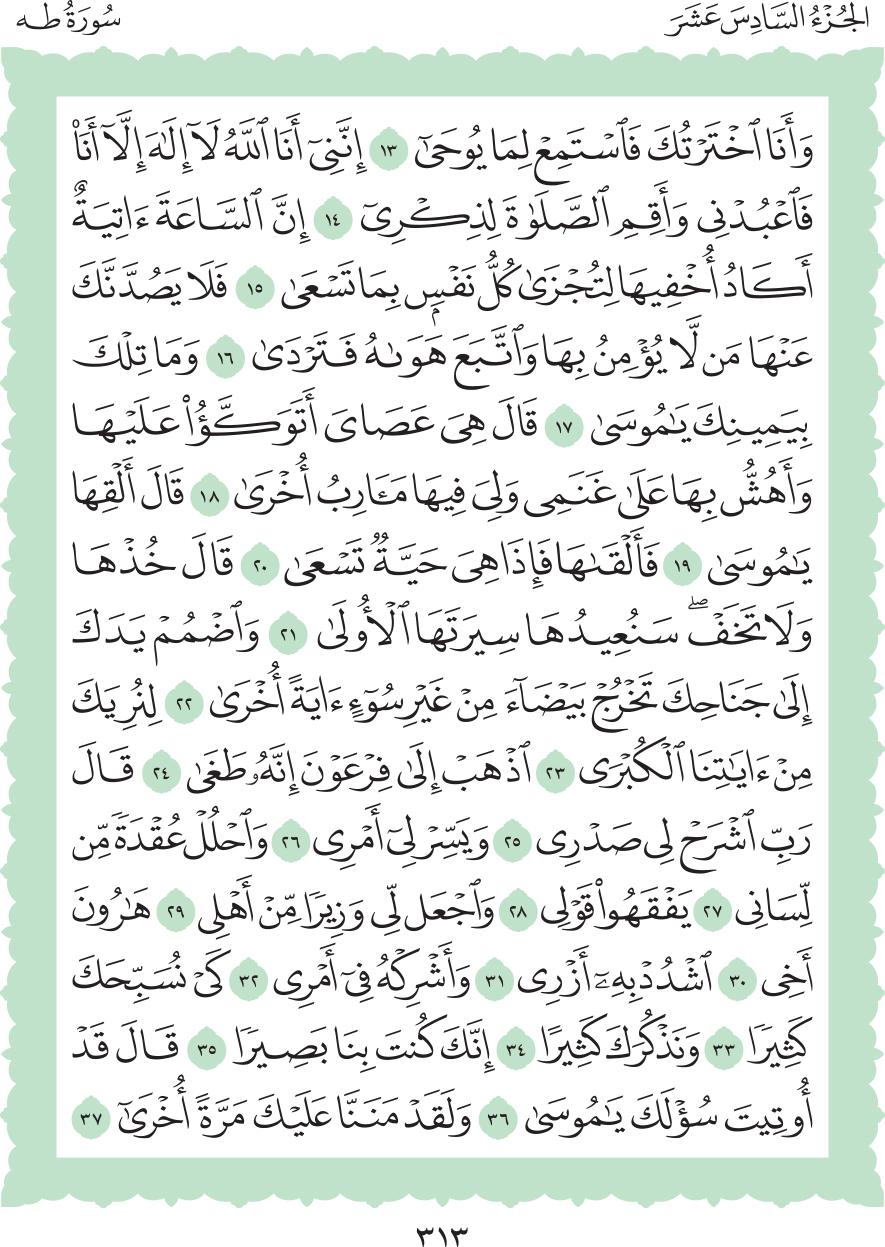 الجُزْءُ السَّادِسَ عَشَرَ
سُورَةُ طه
وَأَنَا ٱخْتَرْتُكَ فَٱسْتَمِعْ لِمَا يُوحَىٰٓ ١٣ إِنَّنِىٓ أَنَا ٱللَّهُ لَآ إِلَٰهَ إِلَّآ أَنَا۠
فَٱعْبُدْنِى وَأَقِمِ ٱلصَّلَوٰةَ لِذِكْرِىٓ ١٤ إِنَّ ٱلسَّاعَةَ ءَاتِيَةٌ
أَكَادُ أُخْفِيهَا لِتُجْزَىٰ كُلُّ نَفْسٍۭ بِمَا تَسْعَىٰ ١٥ فَلَا يَصُدَّنَّكَ
عَنْهَا مَن لَّا يُؤْمِنُ بِهَا وَٱتَّبَعَ هَوَىٰهُ فَتَرْدَىٰ ١٦ وَمَا تِلْكَ
بِيَمِينِكَ يَٰمُوسَىٰ ١٧ قَالَ هِىَ عَصَاىَ أَتَوَكَّؤُا۟ عَلَيْهَا
وَأَهُشُّ بِهَا عَلَىٰ غَنَمِى وَلِىَ فِيهَا مَـَٔارِبُ أُخْرَىٰ ١٨ قَالَ أَلْقِهَا
يَٰمُوسَىٰ ١٩ فَأَلْقَىٰهَا فَإِذَا هِىَ حَيَّةٌ تَسْعَىٰ ٢٠ قَالَ خُذْهَا
وَلَا تَخَفْ ۖ سَنُعِيدُهَا سِيرَتَهَا ٱلْأُولَىٰ ٢١ وَٱضْمُمْ يَدَكَ
إِلَىٰ جَنَاحِكَ تَخْرُجْ بَيْضَآءَ مِنْ غَيْرِ سُوٓءٍ ءَايَةً أُخْرَىٰ ٢٢ لِنُرِيَكَ
مِنْ ءَايَٰتِنَا ٱلْكُبْرَى ٢٣ ٱذْهَبْ إِلَىٰ فِرْعَوْنَ إِنَّهُۥ طَغَىٰ ٢٤ قَالَ
رَبِّ ٱشْرَحْ لِى صَدْرِى ٢٥ وَيَسِّرْ لِىٓ أَمْرِى ٢٦ وَٱحْلُلْ عُقْدَةً مِّن
لِّسَانِى ٢٧ يَفْقَهُوا۟ قَوْلِى ٢٨ وَٱجْعَل لِّى وَزِيرًا مِّنْ أَهْلِى ٢٩ هَٰرُونَ
أَخِى ٣٠ ٱشْدُدْ بِهِۦٓ أَزْرِى ٣١ وَأَشْرِكْهُ فِىٓ أَمْرِى ٣٢ كَىْ نُسَبِّحَكَ
كَثِيرًا ٣٣ وَنَذْكُرَكَ كَثِيرًا ٣٤ إِنَّكَ كُنتَ بِنَا بَصِيرًا ٣٥ قَالَ قَدْ
أُوتِيتَ سُؤْلَكَ يَٰمُوسَىٰ ٣٦ وَلَقَدْ مَنَنَّا عَلَيْكَ مَرَّةً أُخْرَىٰٓ ٣٧
٣١٣